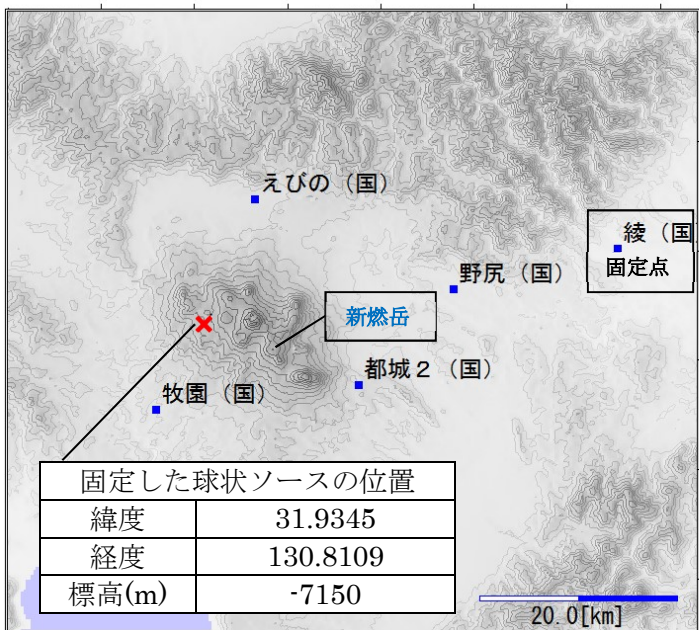 えびの（国）
綾（国）
固定点
野尻（国）
新燃岳
都城２（国）
牧園（国）
固定した球状ソースの位置
緯度 31.9345
経度 130.8109
標高(m) -7150
20.0[km]